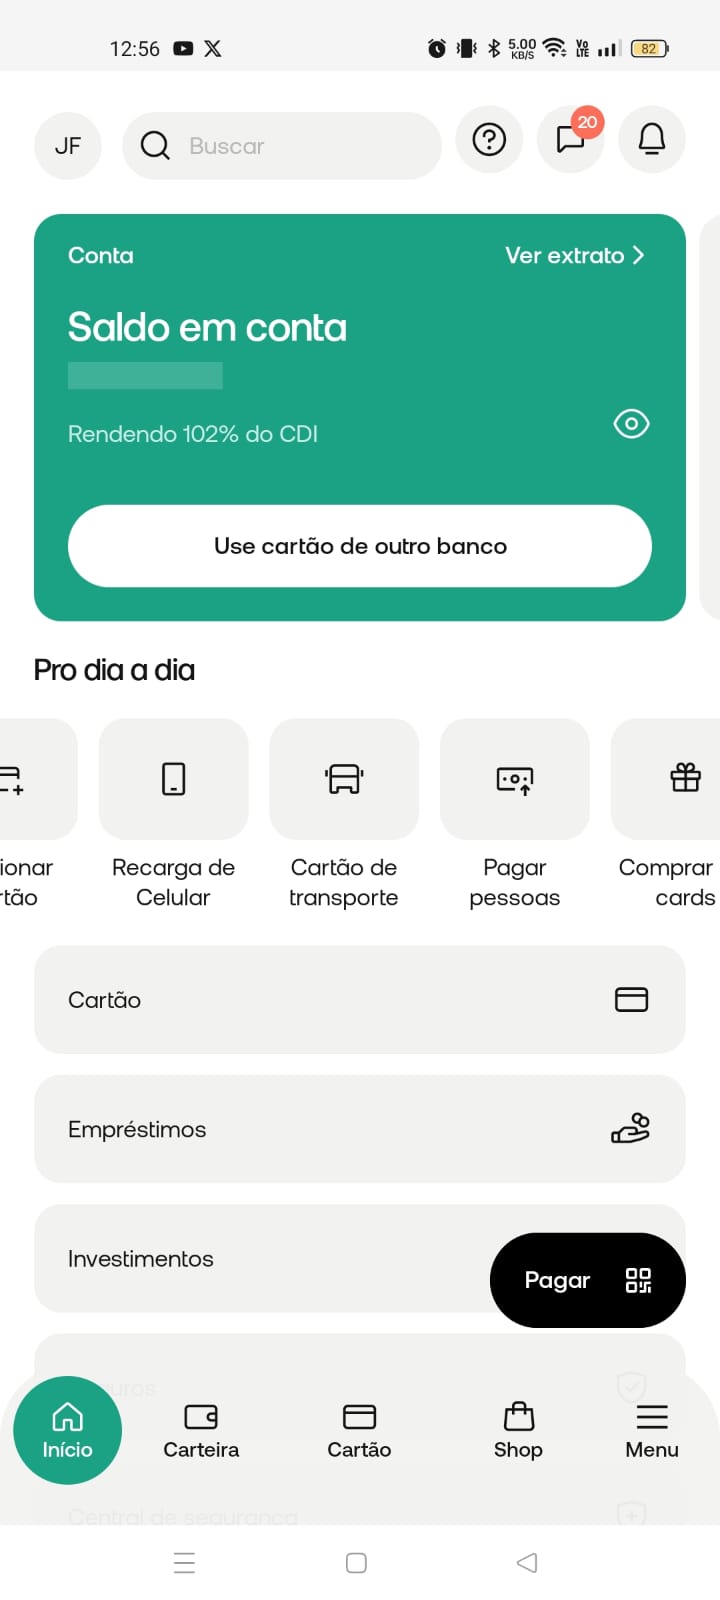 12:56
5.00
KB/S
Vo
LTE
82
JF
Buscar
20
Conta
Ver extrato
Saldo em conta
Rendendo 102% do CDI
Use cartão de outro banco
Pro dia a dia
ionar
rtão
Recarga de
Celular
Cartão de
transporte
Pagar
pessoas
Comprar
cards
Cartão
Empréstimos
Investimentos
Pagar
uros
Início
Carteira
Cartão
Shop
Menu
Central de segurança